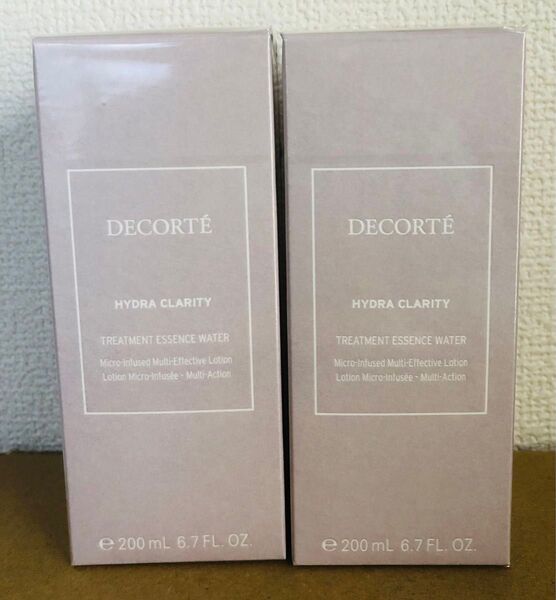 DECORTÉ
HYDRA CLARITY
TREATMENT ESSENCE WATER
Micro-Infused Multi-Effective Lotion
Lotion Micro-Infusée - Multi-Action
℮ 200 mL 6.7 FL. OZ.
DECORTÉ
HYDRA CLARITY
TREATMENT ESSENCE WATER
Micro-Infused Multi-Effective Lotion
Lotion Micro-Infusée - Multi-Action
℮ 200 mL 6.7 FL. OZ.